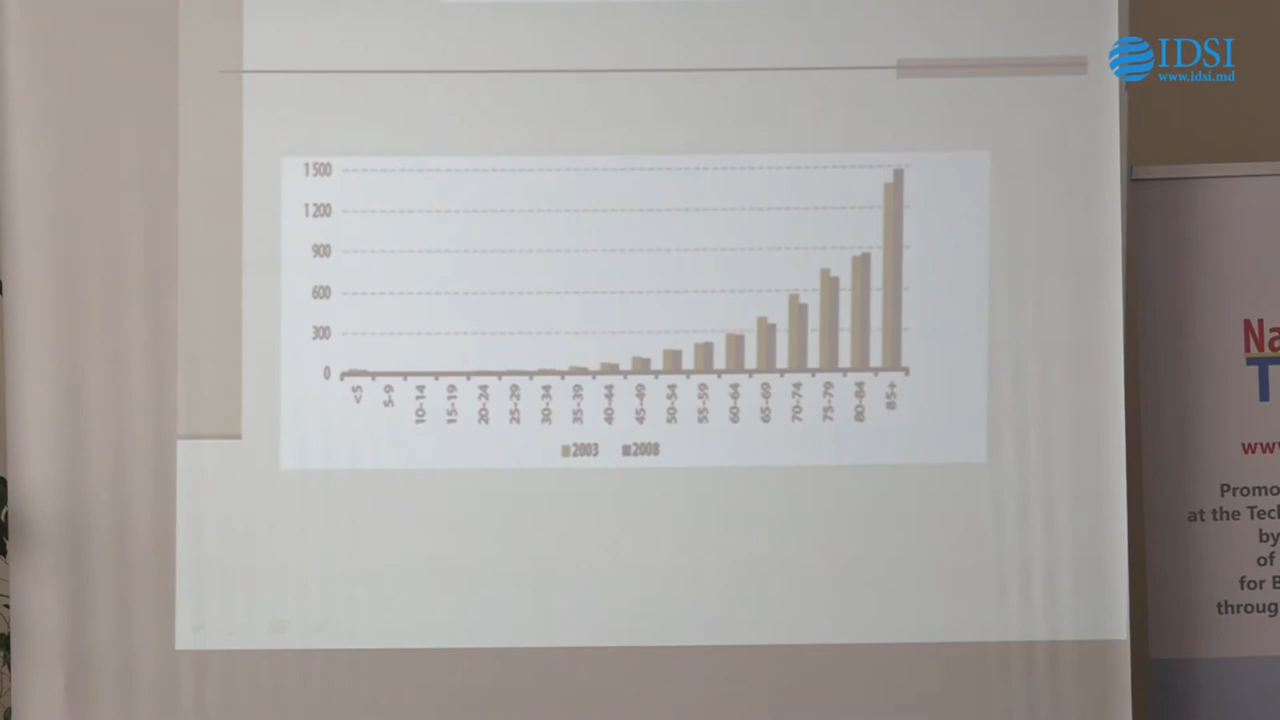 IDSI
www.idsi.md
1 500
1 200
900
600
300
0
<5
5-9
10-14
15-19
20-24
25-29
30-34
35-39
40-44
45-49
50-54
55-59
60-64
65-69
70-74
75-79
80-84
85+
2003 2008
Na
T
www
Promo
at the Tec
by
of
for B
throug